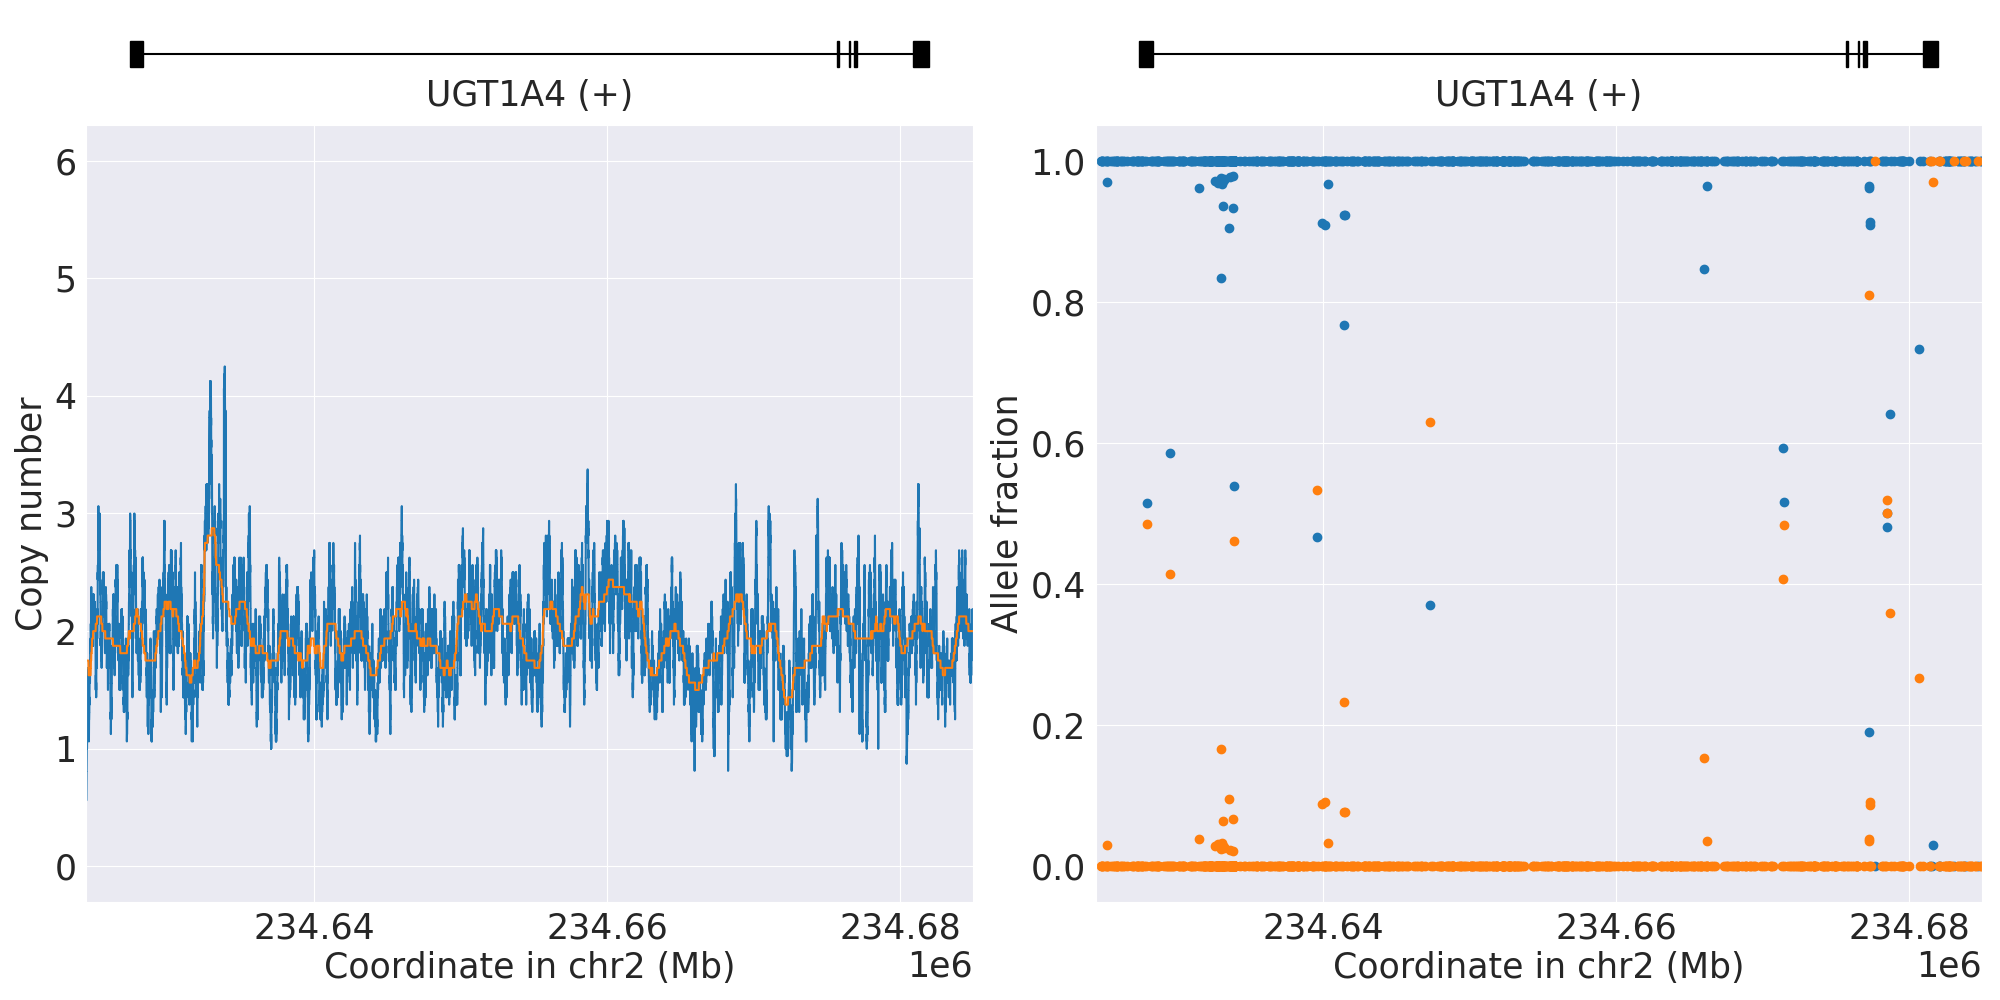 UGT1A4 (+)
6
5
4
3
2
1
0
Copy number
234.64
234.66
234.68
Coordinate in chr2 (Mb)
1e6
UGT1A4 (+)
1.0
0.8
0.6
0.4
0.2
0.0
Allele fraction
234.64
234.66
234.68
Coordinate in chr2 (Mb)
1e6